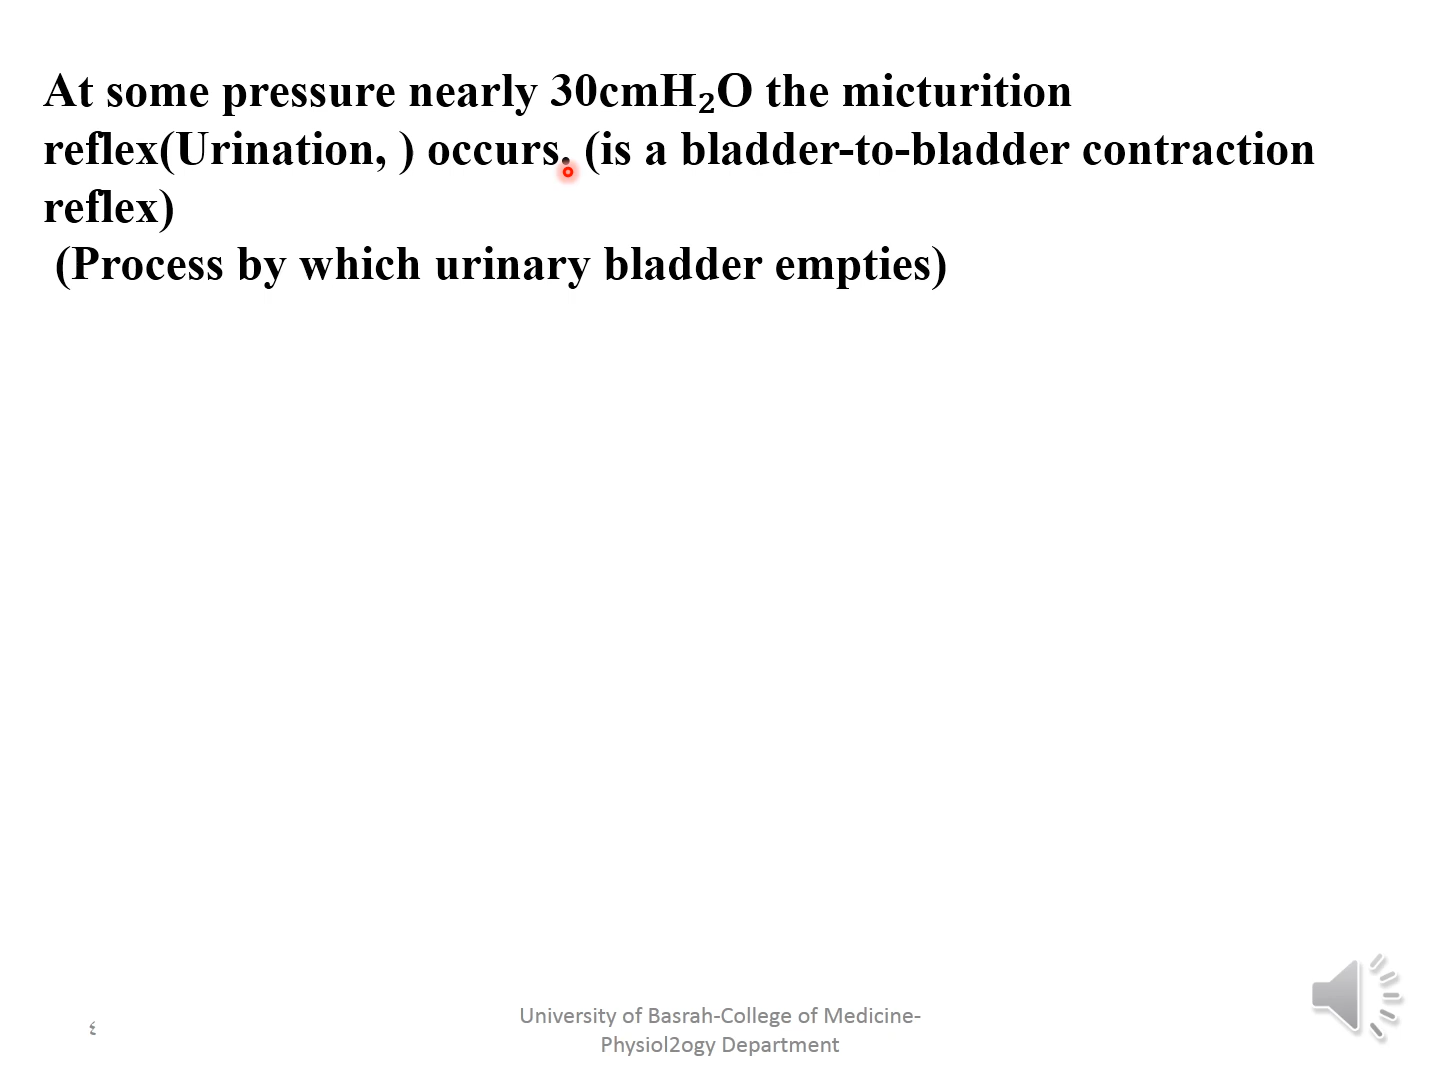 At some pressure nearly 30cmH₂O the micturition
reflex(Urination, ) occurs. (is a bladder-to-bladder contraction
reflex)
(Process by which urinary bladder empties)
٤
University of Basrah-College of Medicine-
Physiol2ogy Department